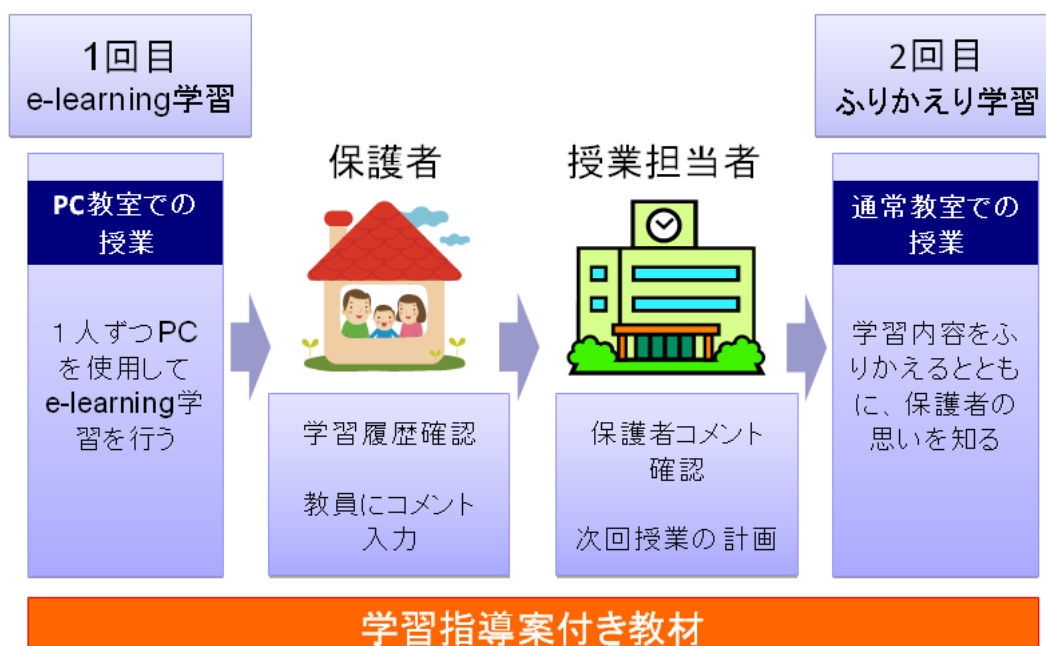 1回目
e-learning学習
PC教室での
授業
１人ずつPC
を使用して
e-learning学
習を行う
保護者
学習履歴確認
教員にコメント
入力
授業担当者
保護者コメント
確認
次回授業の計画
2回目
ふりかえり学習
通常教室での
授業
学習内容をふ
りかえるととも
に、保護者の
思いを知る
学習指導案付き教材